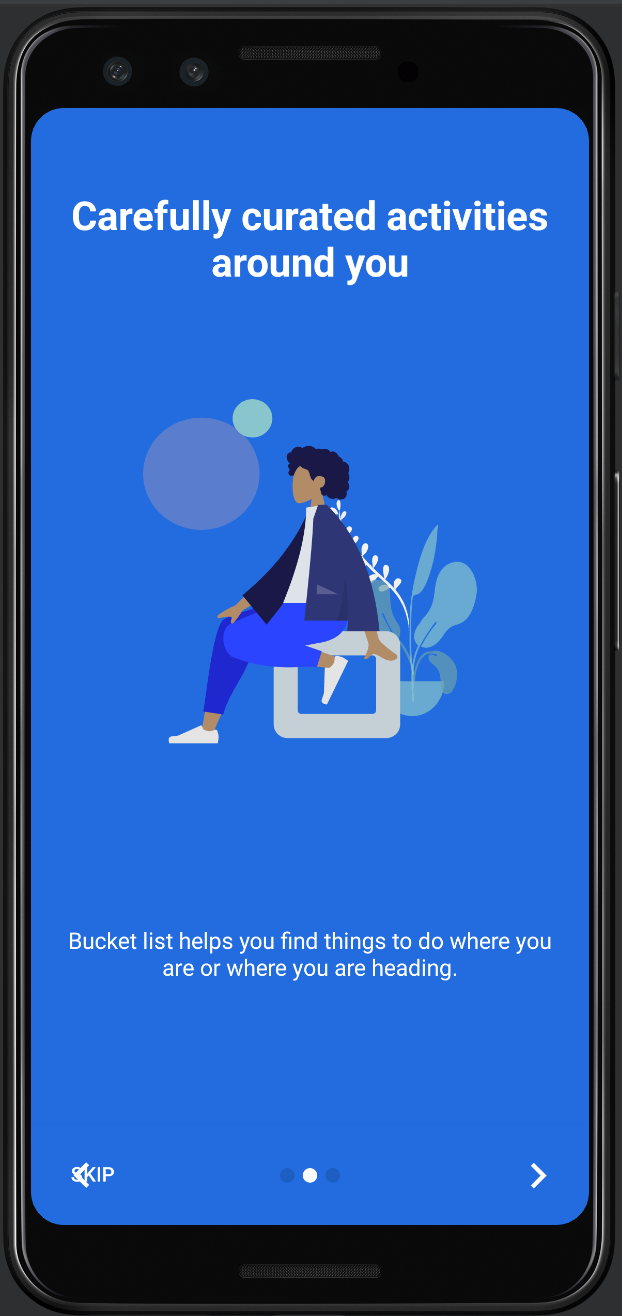 Carefully curated activities
around you
Bucket list helps you find things to do where you
are or where you are heading.
SKIP